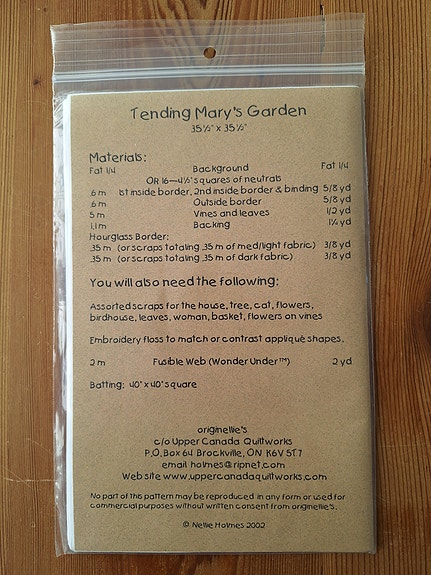 Tending Mary's Garden
35½" x 35½"
Materials:
Fat 1/4 Background Fat 1/4
OR 16—4½" squares of neutrals
.6 m 1st inside border, 2nd inside border & binding 5/8 yd
.6 m Outside border 5/8 yd
.5 m Vines and leaves 1/2 yd
1.1 m Backing 1¼ yd
Hourglass Border:
.35 m (or scraps totaling .35 m of med/light fabric) 3/8 yd
.35 m (or scraps totaling .35 m of dark fabric) 3/8 yd
You will also need the following:
Assorted scraps for the house, tree, cat, flowers,
birdhouse, leaves, woman, basket, flowers on vines
Embroidery floss to match or contrast appliqué shapes.
2 m Fusible Web (Wonder Under™) 2 yd
Batting: 40" x 40" square
originellie's
c/o Upper Canada Quiltworks
P.O. Box 64 Brockville, ON K6V 5T7
email holmes@ripnet.com
Web site www.uppercanadaquiltworks.com
No part of this pattern may be reproduced in any form or used for
commercial purposes without written consent from originellie's.
© Nellie Holmes 2002